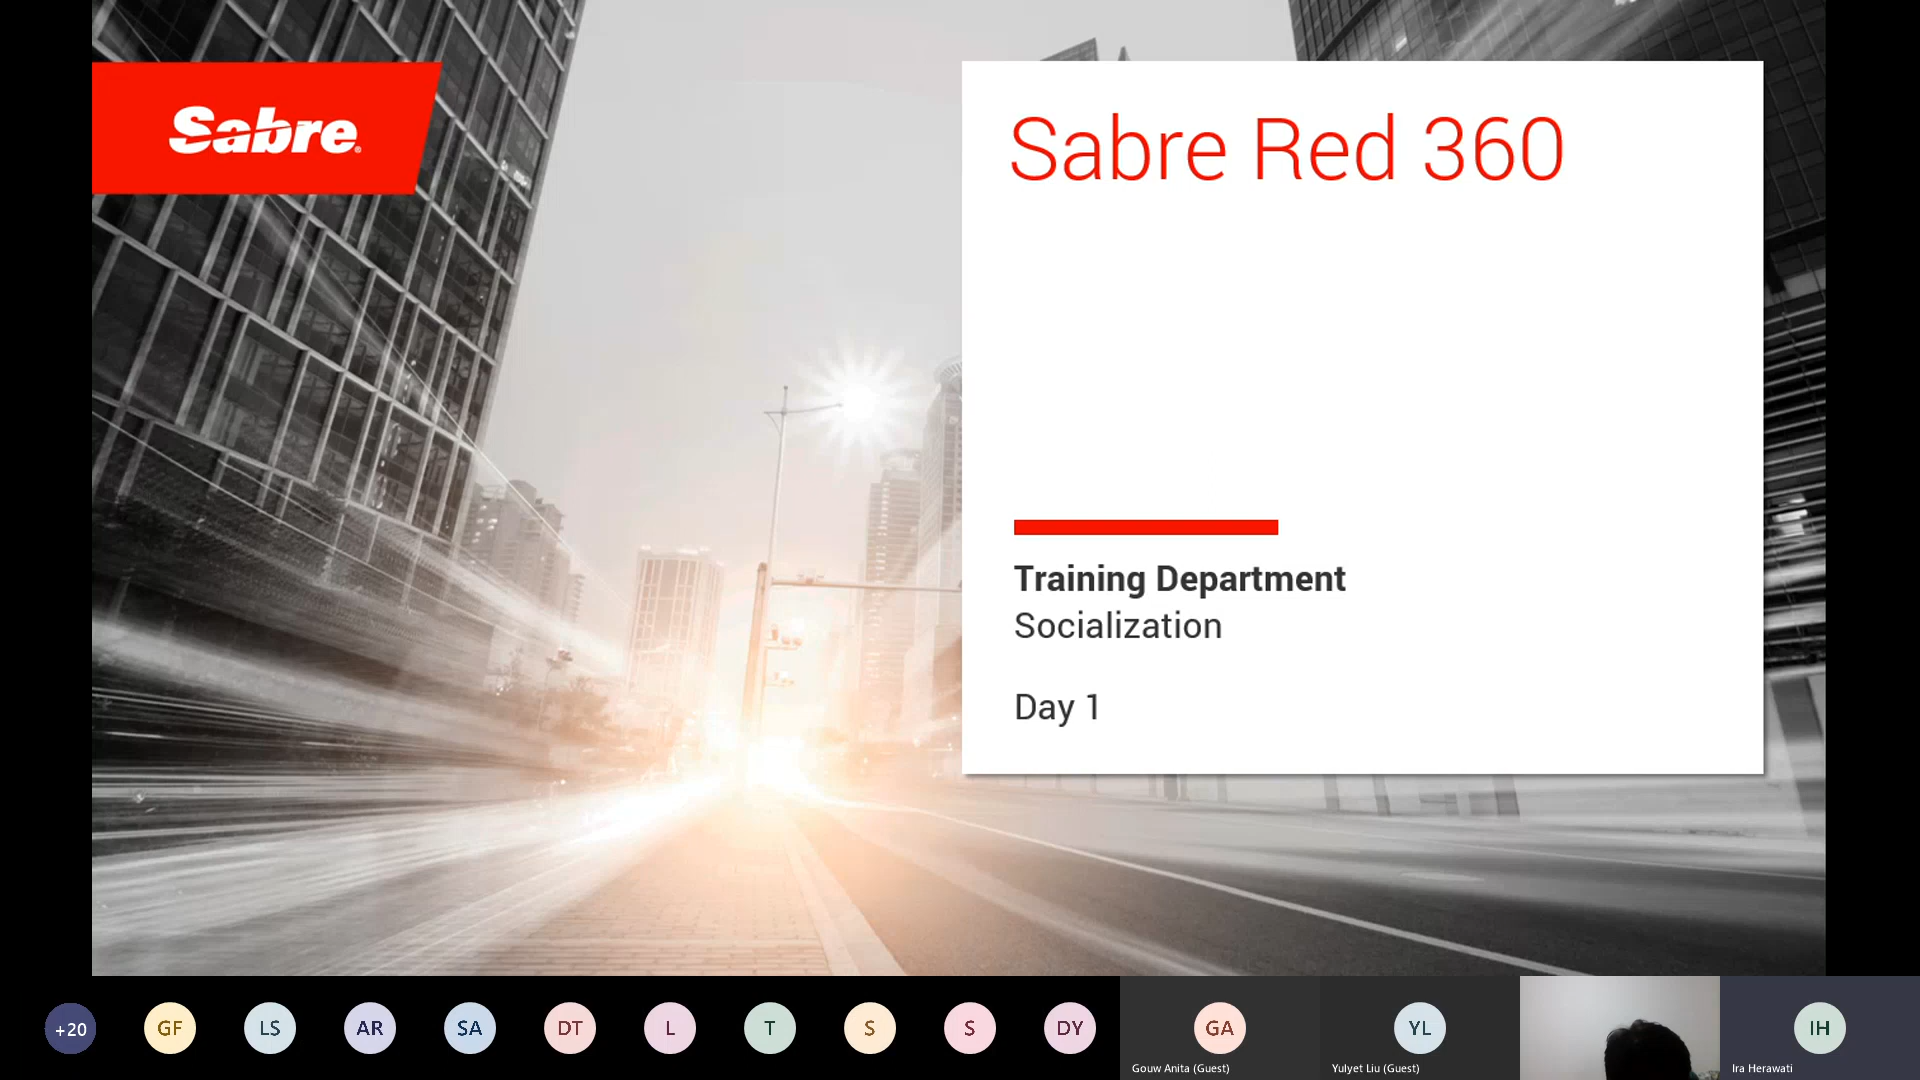 Sabre
Sabre Red 360
Training Department
Socialization
Day 1
+20
GF
LS
AR
SA
DT
L
T
S
S
DY
GA
Gouw Anita (Guest)
YL
Yulyet Liu (Guest)
IH
Ira Herawati